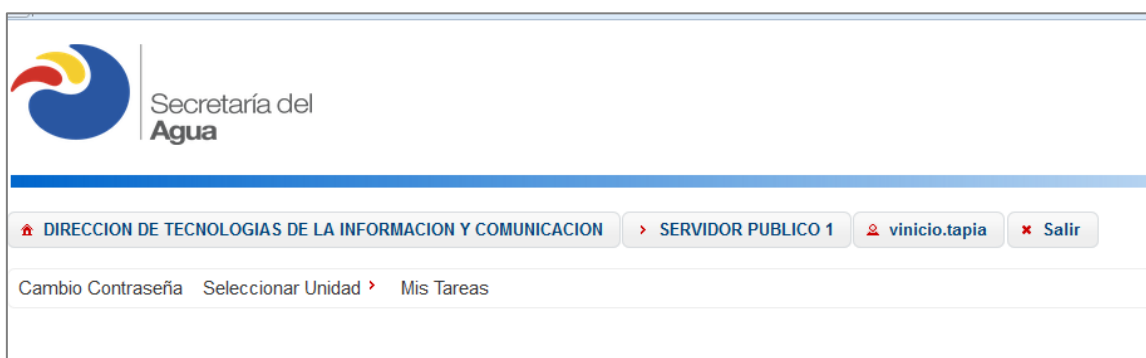 Secretaría del
Agua
DIRECCION DE TECNOLOGIAS DE LA INFORMACION Y COMUNICACION SERVIDOR PUBLICO 1 vinicio.tapia Salir
Cambio Contraseña Seleccionar Unidad Mis Tareas